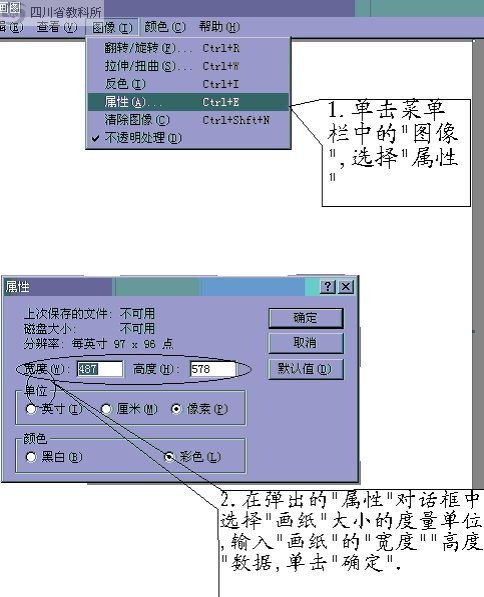 画图
四川省教科所
辑(E) 查看(V) 图像(I) 颜色(C) 帮助(H)
翻转/旋转(F)... Ctrl+R
拉伸/扭曲(S)... Ctrl+W
反色(I) Ctrl+I
属性(A)... Ctrl+E
清除图像(C) Ctrl+Shft+N
不透明处理(D)
1.单击菜单
栏中的"图像
",选择"属性
"
属性
上次保存的文件: 不可用
磁盘大小: 不可用
分辨率: 每英寸 97 x 96 点
宽度(W): 487 高度(H): 578
单位
英寸(I) 厘米(M) 像素(P)
颜色
黑白(B) 彩色(L)
确定
取消
默认值(D)
2.在弹出的"属性"对话框中
选择"画纸"大小的度量单位
,输入"画纸"的"宽度""高度
"数据,单击"确定".